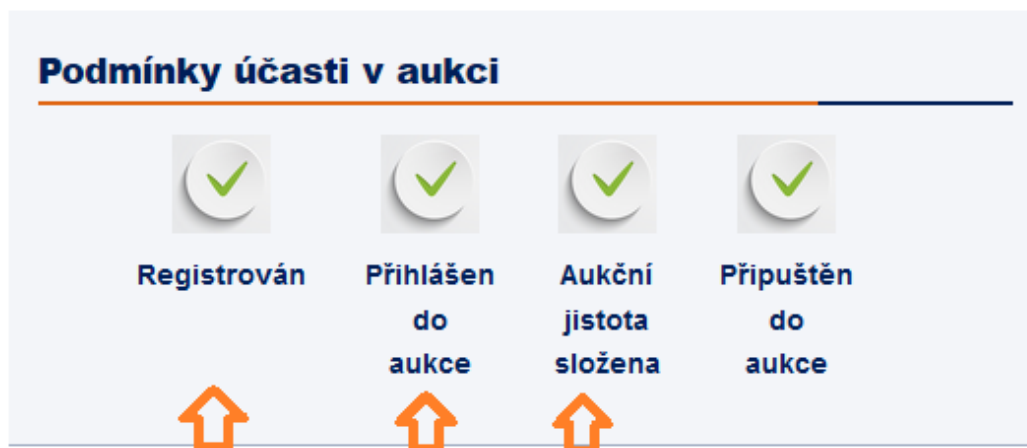 Podmínky účasti v aukci
Registrován
Přihlášen
do
aukce
Aukční
jistota
složena
Připuštěn
do
aukce